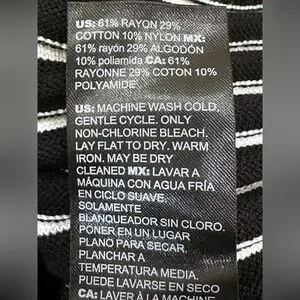 US: 61% RAYON 29%
COTTON 10% NYLON MX:
61% rayón 29% ALGODÓN
10% poliamida CA: 61%
RAYONNE 29% COTON 10%
POLYAMIDE
US: MACHINE WASH COLD,
GENTLE CYCLE. ONLY
NON-CHLORINE BLEACH.
LAY FLAT TO DRY. WARM
IRON. MAY BE DRY
CLEANED MX: LAVAR A
MÁQUINA CON AGUA FRÍA
EN CICLO SUAVE.
SOLAMENTE
BLANQUEADOR SIN CLORO.
PONER EN UN LUGAR
PLANO PARA SECAR.
PLANCHAR A
TEMPERATURA MEDIA.
PUEDE LAVARSE EN SECO
CA: LAVER À LA MACHINE